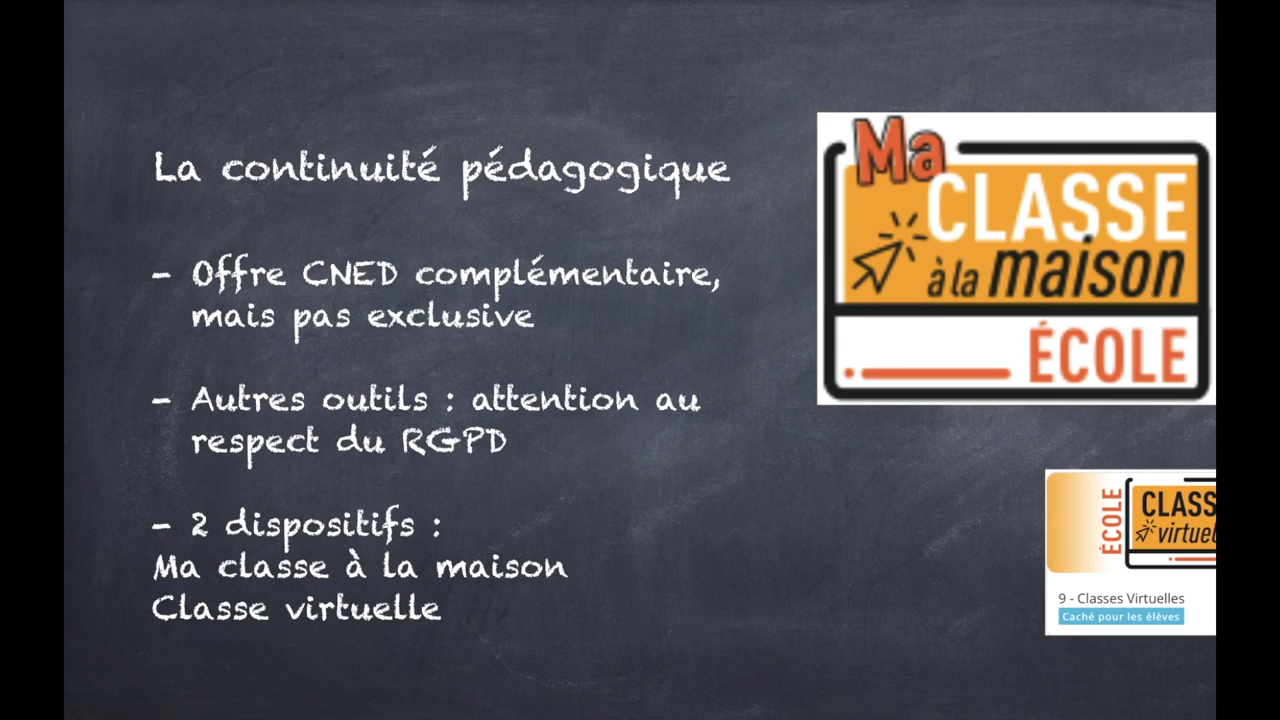 La continuité pédagogique
- Offre CNED complémentaire,
mais pas exclusive
- Autres outils : attention au
respect du RGPD
- 2 dispositifs :
Ma classe à la maison
Classe virtuelle
Ma
CLASSE
à la maison
ÉCOLE
ÉCOLE
CLASS
virtuel
9 - Classes Virtuelles
Caché pour les élèves